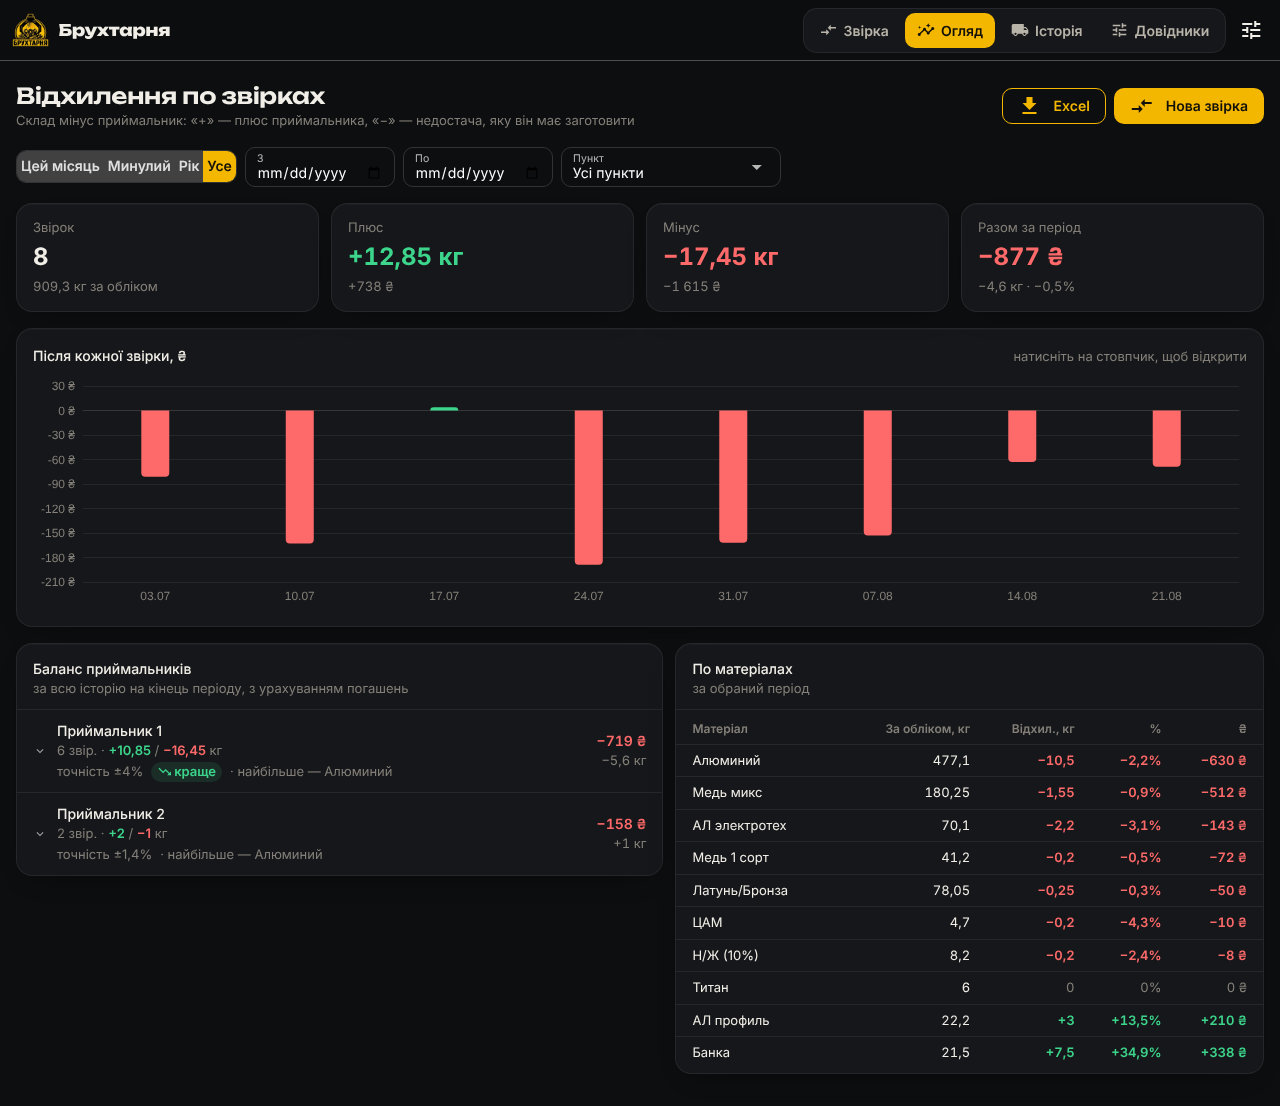 БРУХТАРНЯ
Брухтарня
Звірка
Огляд
Історія
Довідники
Відхилення по звірках
Склад мінус приймальник: «+» — плюс приймальника, «−» — недостача, яку він має заготовити
Excel
Нова звірка
Цей місяць Минулий Рік Усе
З
mm/dd/yyyy
По
mm/dd/yyyy
Пункт
Усі пункти
Звірок
8
909,3 кг за обліком
Плюс
+12,85 кг
+738 ₴
Мінус
−17,45 кг
−1 615 ₴
Разом за період
−877 ₴
−4,6 кг · −0,5%
Після кожної звірки, ₴
натисніть на стовпчик, щоб відкрити
30 ₴
0 ₴
-30 ₴
-60 ₴
-90 ₴
-120 ₴
-150 ₴
-180 ₴
-210 ₴
03.07 10.07 17.07 24.07 31.07 07.08 14.08 21.08
Баланс приймальників
за всю історію на кінець періоду, з урахуванням погашень
Приймальник 1
6 звір. · +10,85 / −16,45 кг
точність ±4% краще · найбільше — Алюминий
−719 ₴
−5,6 кг
Приймальник 2
2 звір. · +2 / −1 кг
точність ±1,4% · найбільше — Алюминий
−158 ₴
+1 кг
По матеріалах
за обраний період
Матеріал За обліком, кг Відхил., кг % ₴
Алюминий 477,1 −10,5 −2,2% −630 ₴
Медь микс 180,25 −1,55 −0,9% −512 ₴
АЛ электротех 70,1 −2,2 −3,1% −143 ₴
Медь 1 сорт 41,2 −0,2 −0,5% −72 ₴
Латунь/Бронза 78,05 −0,25 −0,3% −50 ₴
ЦАМ 4,7 −0,2 −4,3% −10 ₴
Н/Ж (10%) 8,2 −0,2 −2,4% −8 ₴
Титан 6 0 0% 0 ₴
АЛ профиль 22,2 +3 +13,5% +210 ₴
Банка 21,5 +7,5 +34,9% +338 ₴